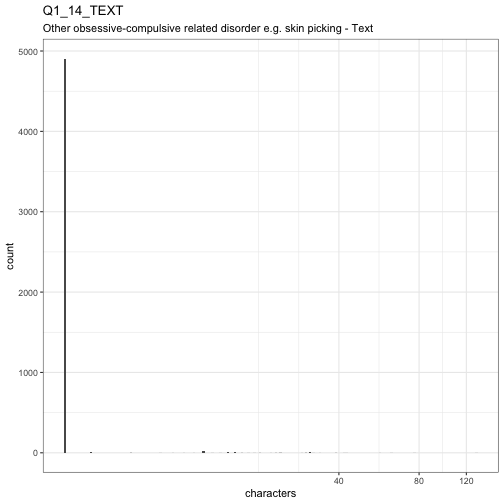 Q1_14_TEXT
Other obsessive-compulsive related disorder e.g. skin picking - Text
5000
4000
3000
2000
1000
0
count
40 80 120
characters